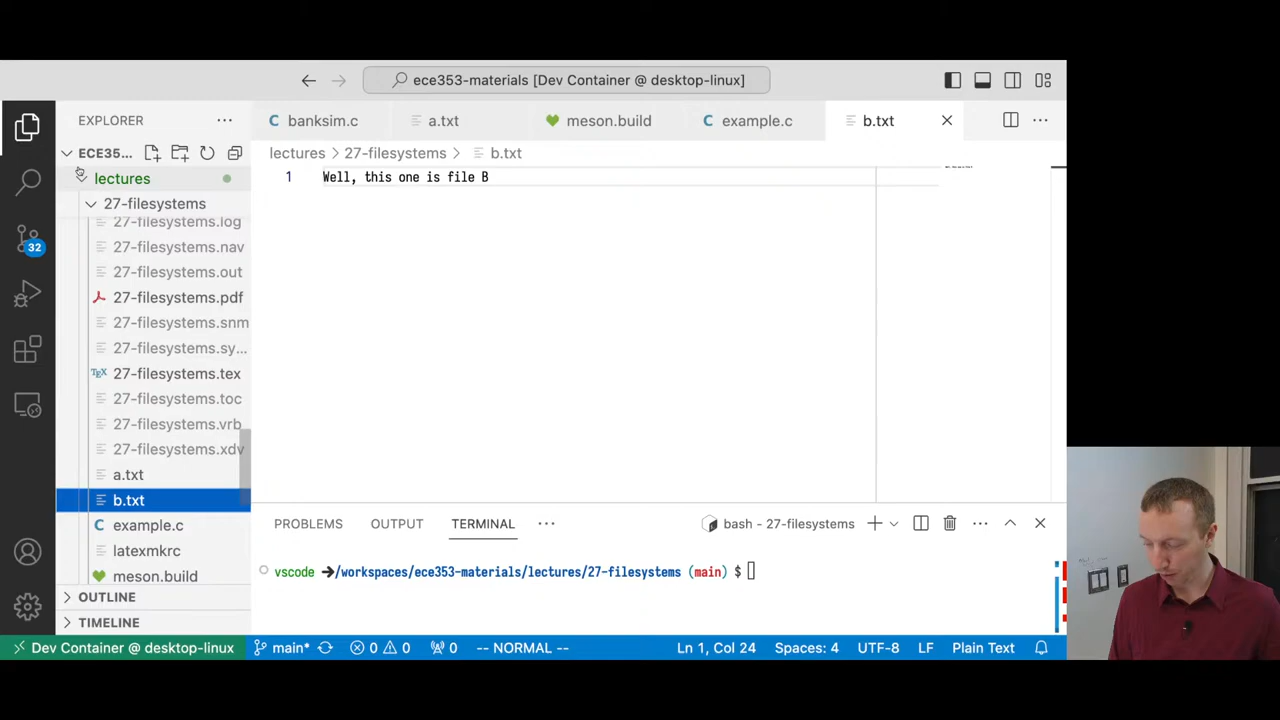 ece353-materials [Dev Container @ desktop-linux]
EXPLORER
banksim.c
a.txt
meson.build
example.c
b.txt
ECE35...
lectures > 27-filesystems > b.txt
lectures
27-filesystems
27-filesystems.log
27-filesystems.nav
27-filesystems.out
27-filesystems.pdf
27-filesystems.snm
27-filesystems.sy...
27-filesystems.tex
27-filesystems.toc
27-filesystems.vrb
27-filesystems.xdv
a.txt
b.txt
example.c
latexmkrc
meson.build
OUTLINE
TIMELINE
32
1 Well, this one is file B
PROBLEMS OUTPUT TERMINAL ... bash - 27-filesystems
vscode ➜/workspaces/ece353-materials/lectures/27-filesystems (main) $
Dev Container @ desktop-linux main* 0 0 0 -- NORMAL -- Ln 1, Col 24 Spaces: 4 UTF-8 LF Plain Text